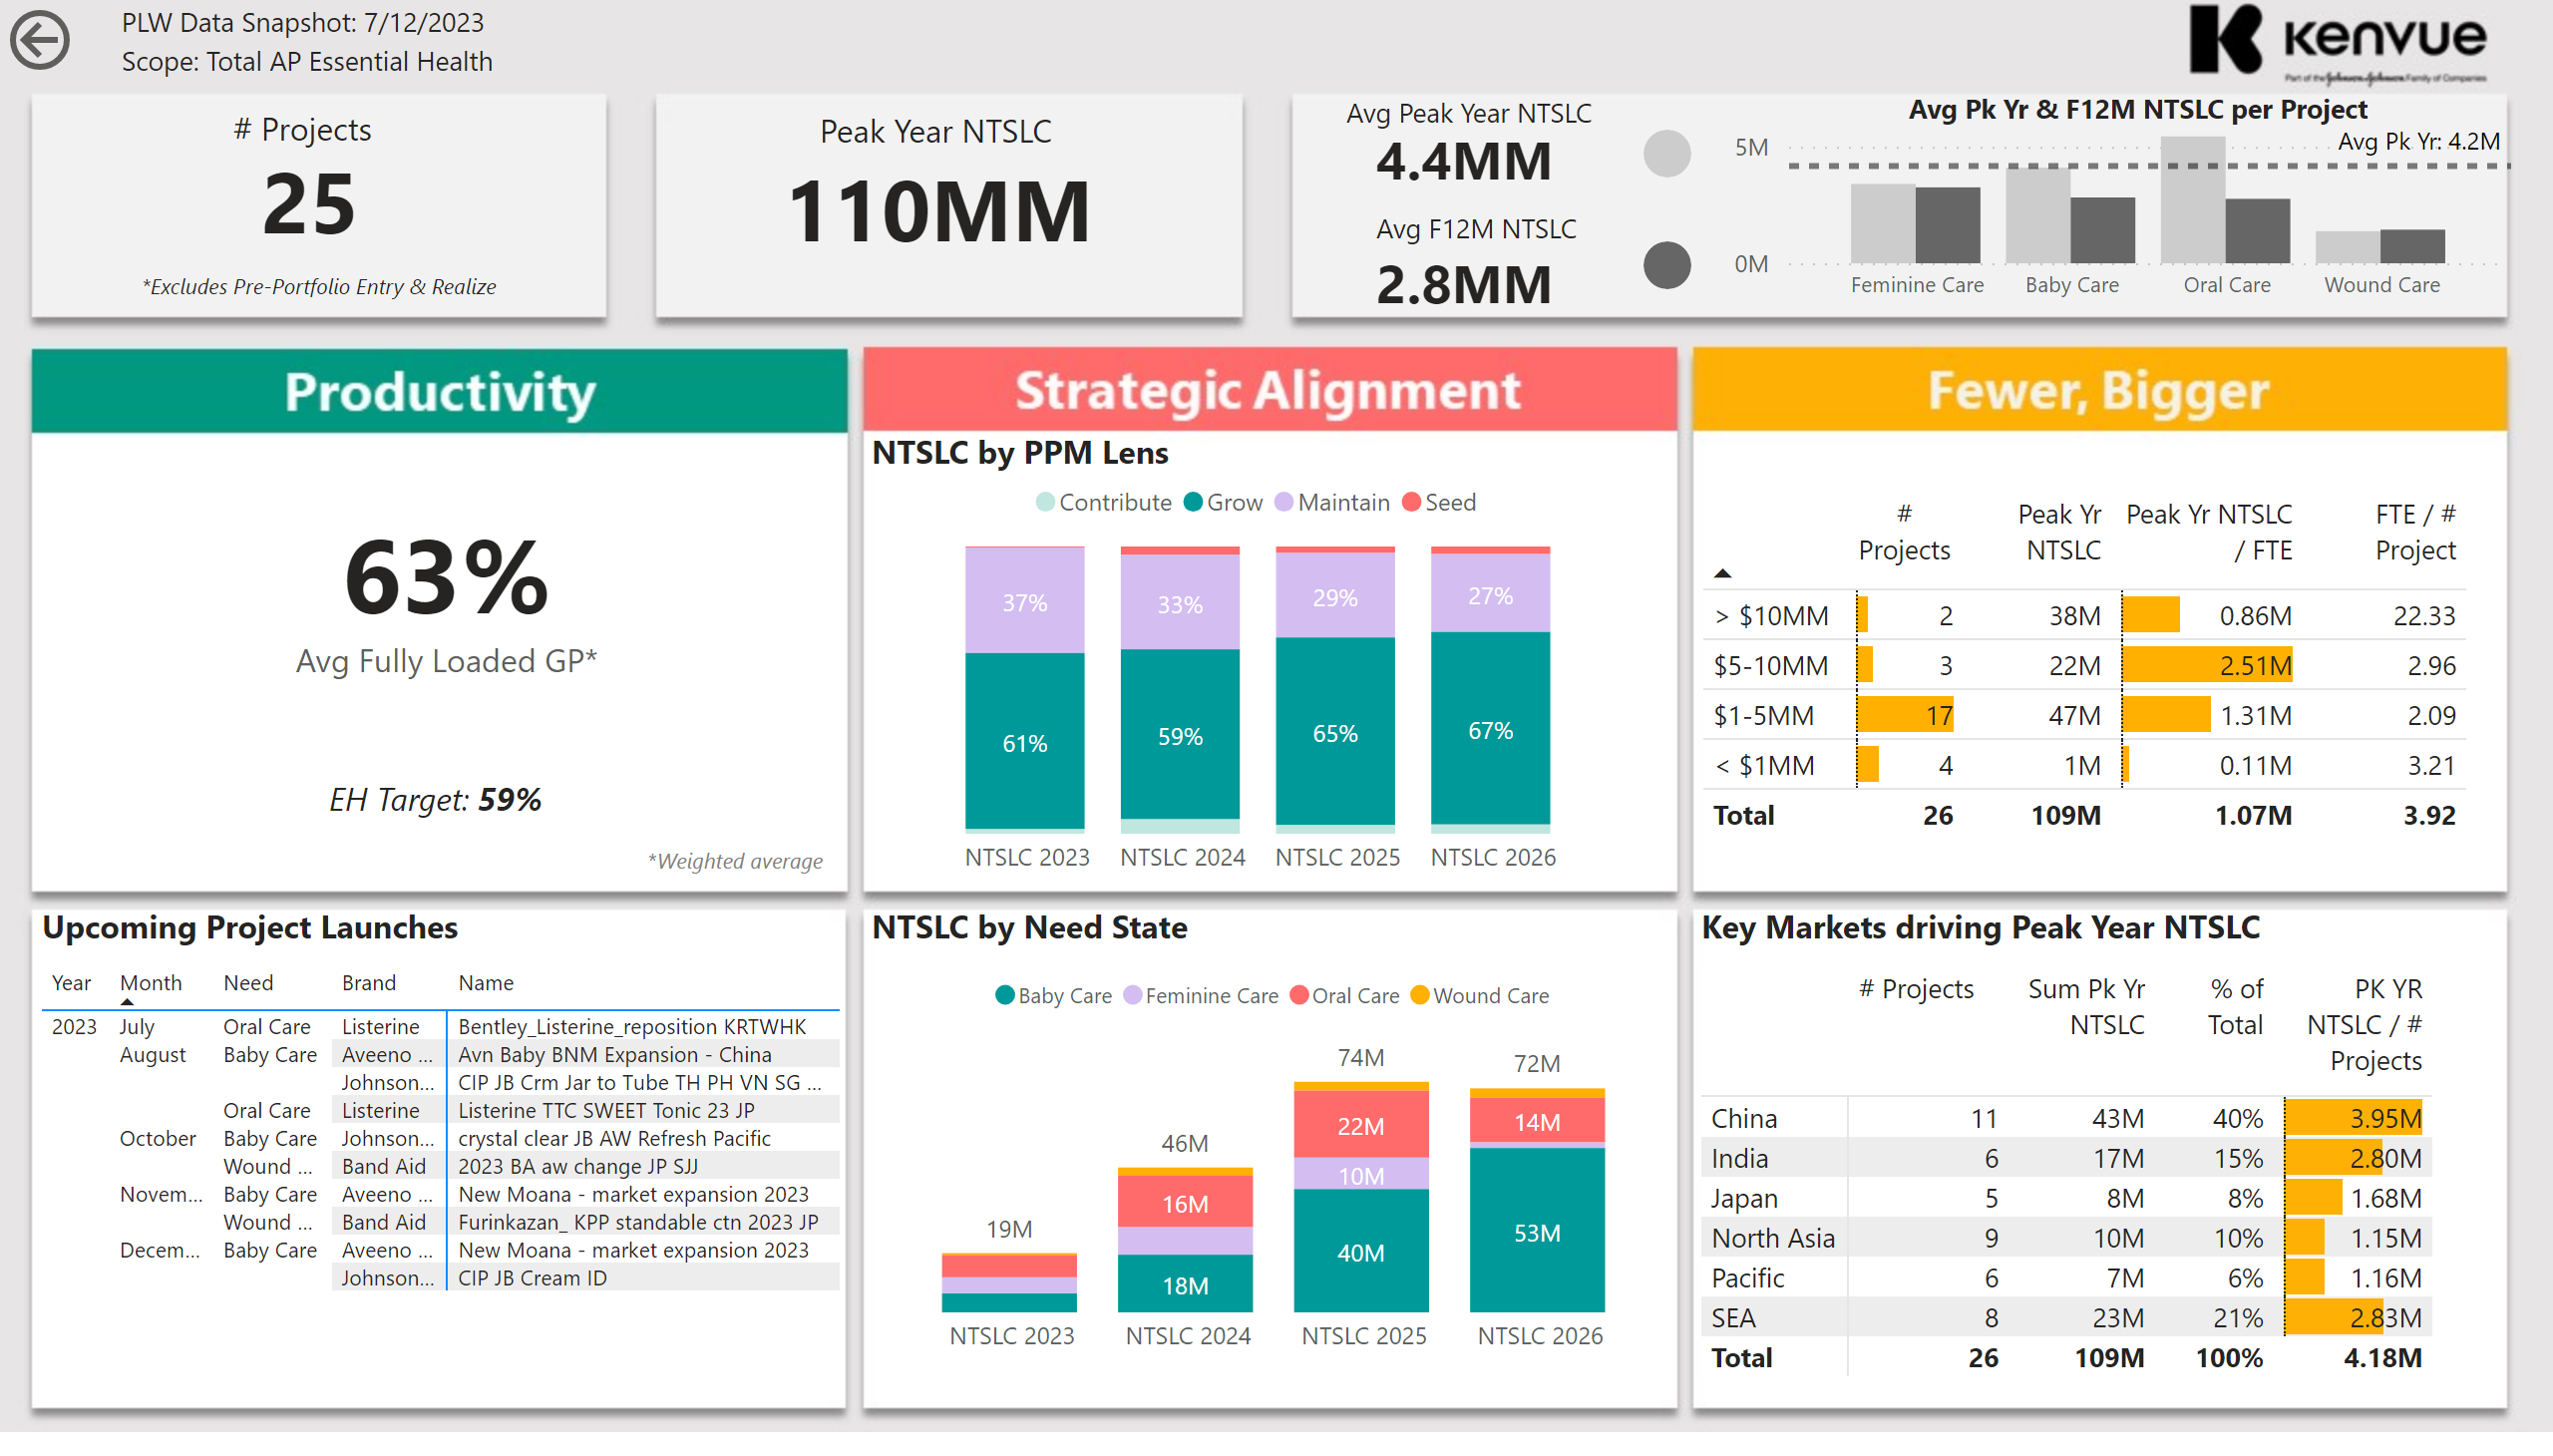 PLW Data Snapshot: 7/12/2023
Scope: Total AP Essential Health
Kenvue
Part of the Johnson & Johnson Family of Companies
# Projects
25
*Excludes Pre-Portfolio Entry & Realize
Peak Year NTSLC
110MM
Avg Peak Year NTSLC
4.4MM
Avg F12M NTSLC
2.8MM
Avg Pk Yr & F12M NTSLC per Project
Avg Pk Yr: 4.2M
5M
0M
Feminine Care Baby Care Oral Care Wound Care
Productivity
63%
Avg Fully Loaded GP*
EH Target: 59%
*Weighted average
Strategic Alignment
NTSLC by PPM Lens
Contribute Grow Maintain Seed
37% 33% 29% 27%
61% 59% 65% 67%
NTSLC 2023 NTSLC 2024 NTSLC 2025 NTSLC 2026
Fewer, Bigger
# Projects Peak Yr NTSLC Peak Yr NTSLC / FTE FTE / # Project
> $10MM 2 38M 0.86M 22.33
$5-10MM 3 22M 2.51M 2.96
$1-5MM 17 47M 1.31M 2.09
< $1MM 4 1M 0.11M 3.21
Total 26 109M 1.07M 3.92
Upcoming Project Launches
Year Month Need Brand Name
2023 July Oral Care Listerine Bentley_Listerine_reposition KRTWHK
August Baby Care Aveeno ... Avn Baby BNM Expansion - China
Johnson... CIP JB Crm Jar to Tube TH PH VN SG ...
Oral Care Listerine Listerine TTC SWEET Tonic 23 JP
October Baby Care Johnson... crystal clear JB AW Refresh Pacific
Wound ... Band Aid 2023 BA aw change JP SJJ
Novem... Baby Care Aveeno ... New Moana - market expansion 2023
Wound ... Band Aid Furinkazan_ KPP standable ctn 2023 JP
Decem... Baby Care Aveeno ... New Moana - market expansion 2023
Johnson... CIP JB Cream ID
NTSLC by Need State
Baby Care Feminine Care Oral Care Wound Care
19M
46M
16M
18M
74M
22M
10M
40M
72M
14M
53M
NTSLC 2023 NTSLC 2024 NTSLC 2025 NTSLC 2026
Key Markets driving Peak Year NTSLC
# Projects Sum Pk Yr NTSLC % of Total PK YR NTSLC / # Projects
China 11 43M 40% 3.95M
India 6 17M 15% 2.80M
Japan 5 8M 8% 1.68M
North Asia 9 10M 10% 1.15M
Pacific 6 7M 6% 1.16M
SEA 8 23M 21% 2.83M
Total 26 109M 100% 4.18M